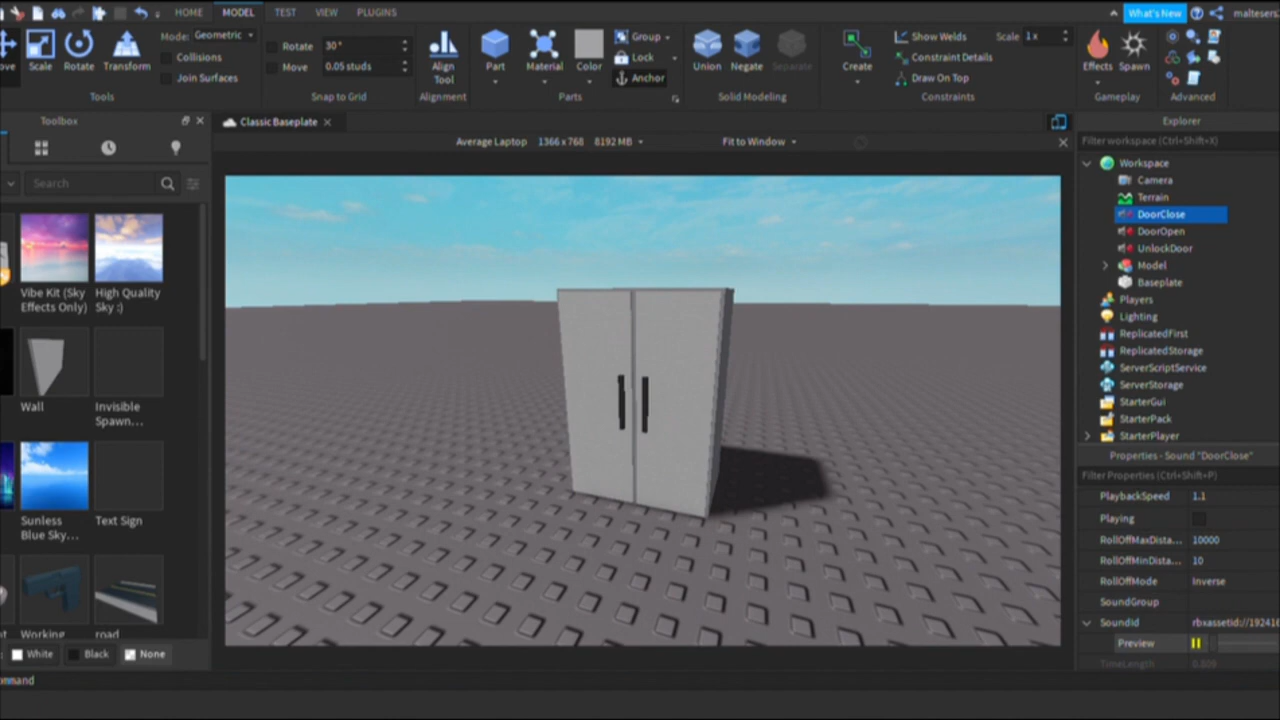 HOME MODEL TEST VIEW PLUGINS What's New maltesers
Mode: Geometric
Collisions
Join Surfaces
Scale Rotate Transform
Tools
Rotate 30°
Move 0.05 studs
Snap to Grid
Align
Tool
Alignment
Part Material Color
Group
Lock
Anchor
Parts
Union Negate Separate
Solid Modeling
Create
Show Welds Scale 1x
Constraint Details
Draw On Top
Constraints
Effects Spawn
Gameplay
Advanced
Toolbox
Search
Vibe Kit (Sky
Effects Only)
High Quality
Sky :)
Wall
Invisible
Spawn...
Sunless
Blue Sky...
Text Sign
Working
road
White Black None
Classic Baseplate
Average Laptop 1366 x 768 8192 MB Fit to Window
Explorer
Filter workspace (Ctrl+Shift+X)
Workspace
Camera
Terrain
DoorClose
DoorOpen
UnlockDoor
Model
Baseplate
Players
Lighting
ReplicatedFirst
ReplicatedStorage
ServerScriptService
ServerStorage
StarterGui
StarterPack
StarterPlayer
Properties - Sound "DoorClose"
Filter Properties (Ctrl+Shift+P)
PlaybackSpeed 1.1
Playing
RollOffMaxDista... 10000
RollOffMinDista... 10
RollOffMode Inverse
SoundGroup
SoundId rbxassetid://192416
Preview
TimeLength 0.809
ommand